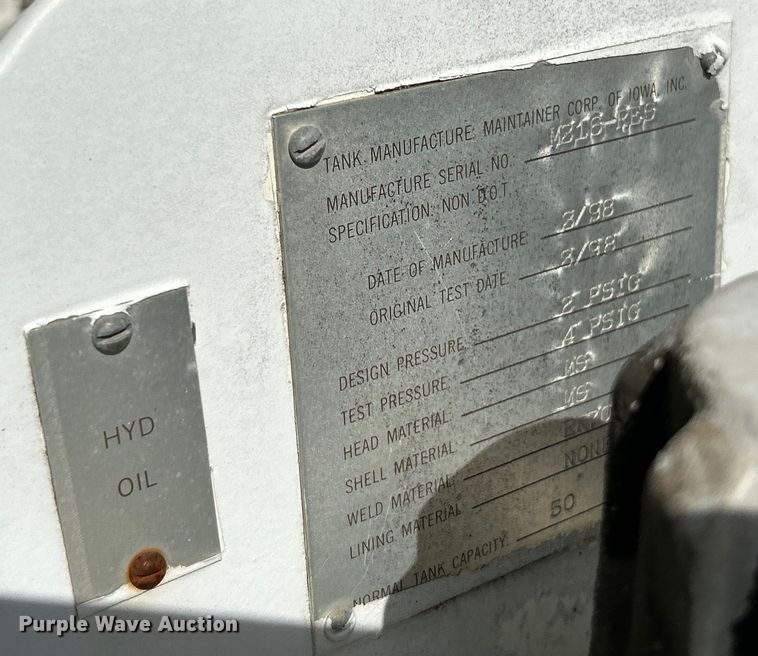 TANK MANUFACTURE: MAINTAINER CORP. OF IOWA, INC.
MANUFACTURE SERIAL NO.: M316-RES
SPECIFICATION: NON D O T
DATE OF MANUFACTURE 3/98
ORIGINAL TEST DATE 3/98
DESIGN PRESSURE 2 PSIG
TEST PRESSURE: 4 PSIG
HEAD MATERIAL: MS
SHELL MATERIAL MS
WELD MATERIAL:
LINING MATERIAL NONE
NORMAL TANK CAPACITY: 50
HYD
OIL
Purple Wave Auction